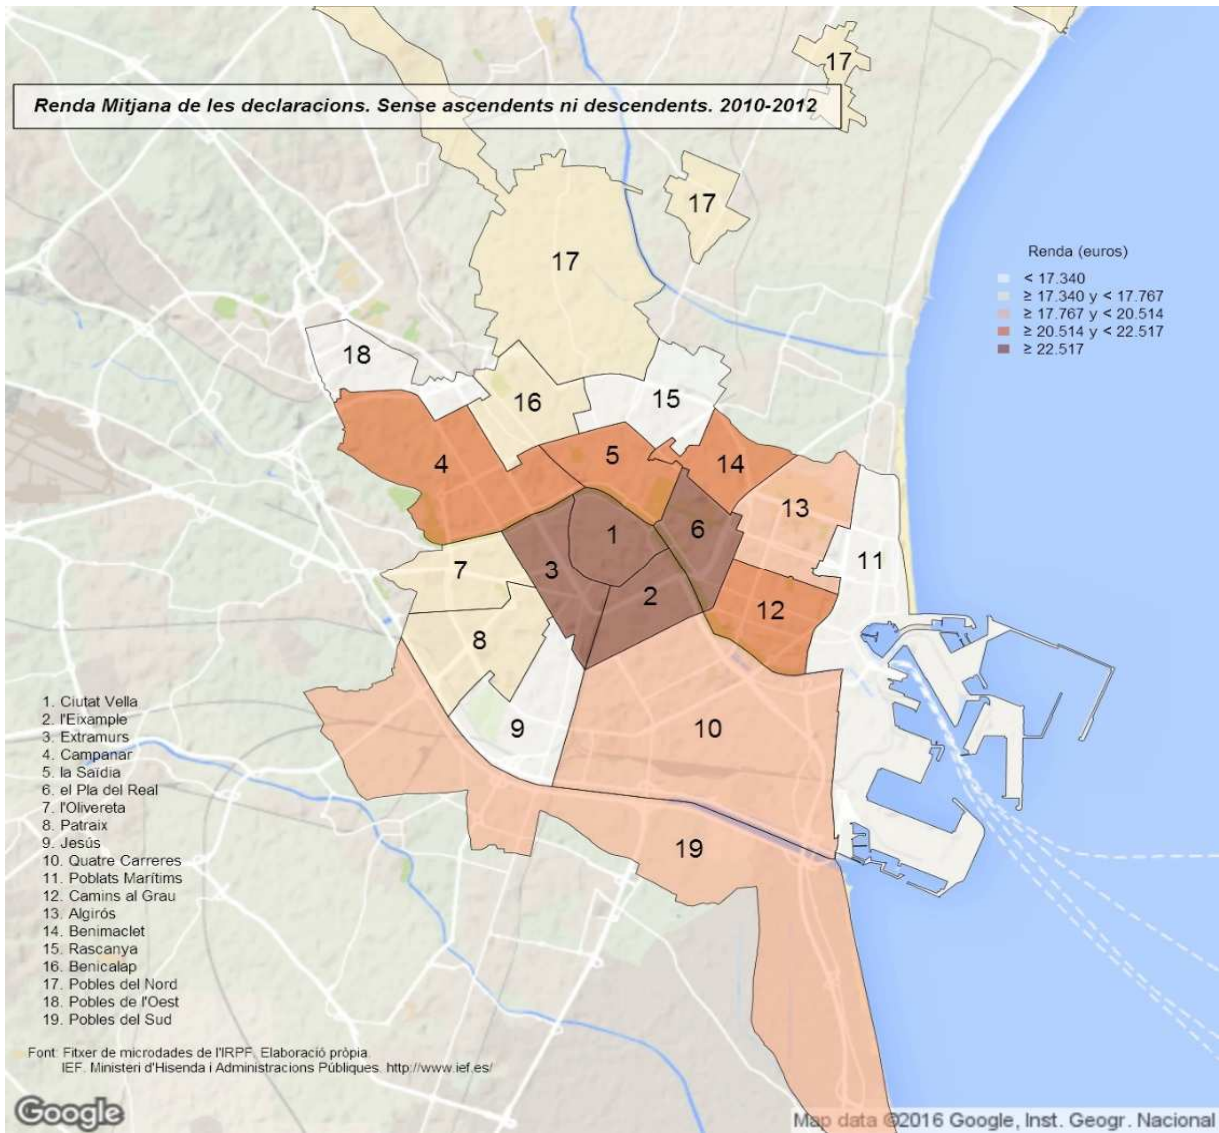 Renda Mitjana de les declaracions. Sense ascendents ni descendents. 2010-2012
17
17
17
Renda (euros)
< 17.340
≥ 17.340 y < 17.767
≥ 17.767 y < 20.514
≥ 20.514 y < 22.517
≥ 22.517
18
16
15
4
5
14
13
6
1
11
3
7
2
12
8
9
10
19
1. Ciutat Vella
2. l'Eixample
3. Extramurs
4. Campanar
5. la Saïdia
6. el Pla del Real
7. l'Olivereta
8. Patraix
9. Jesús
10. Quatre Carreres
11. Poblats Marítims
12. Camins al Grau
13. Algirós
14. Benimaclet
15. Rascanya
16. Benicalap
17. Pobles del Nord
18. Pobles de l'Oest
19. Pobles del Sud
Font: Fitxer de microdades de l'IRPF. Elaboració pròpia.
IEF. Ministeri d'Hisenda i Administracions Públiques. http://www.ief.es/
Google
Map data ©2016 Google, Inst. Geogr. Nacional